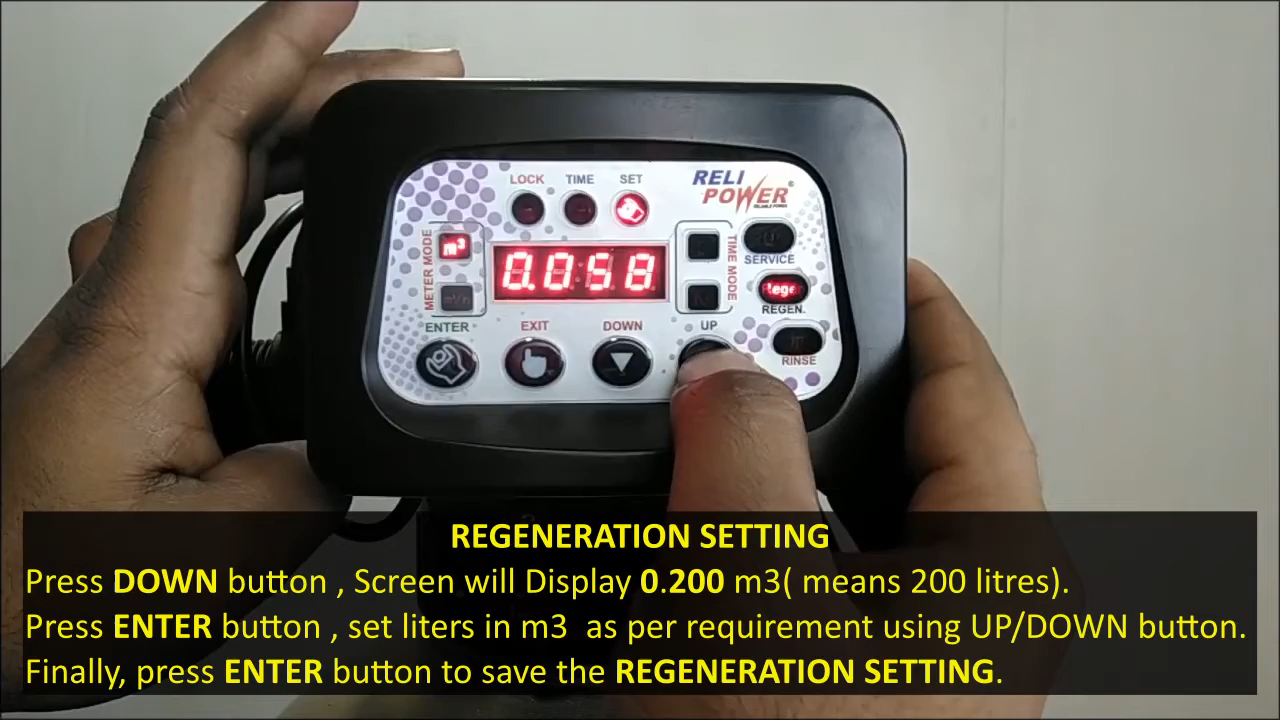 LOCK TIME SET
RELI
POWER
RELIABLE POWER
METER MODE
m³
0.058
TIME MODE
SERVICE
REGEN.
RINSE
ENTER EXIT DOWN UP
REGENERATION SETTING
Press DOWN button , Screen will Display 0.200 m3( means 200 litres).
Press ENTER button , set liters in m3 as per requirement using UP/DOWN button.
Finally, press ENTER button to save the REGENERATION SETTING.